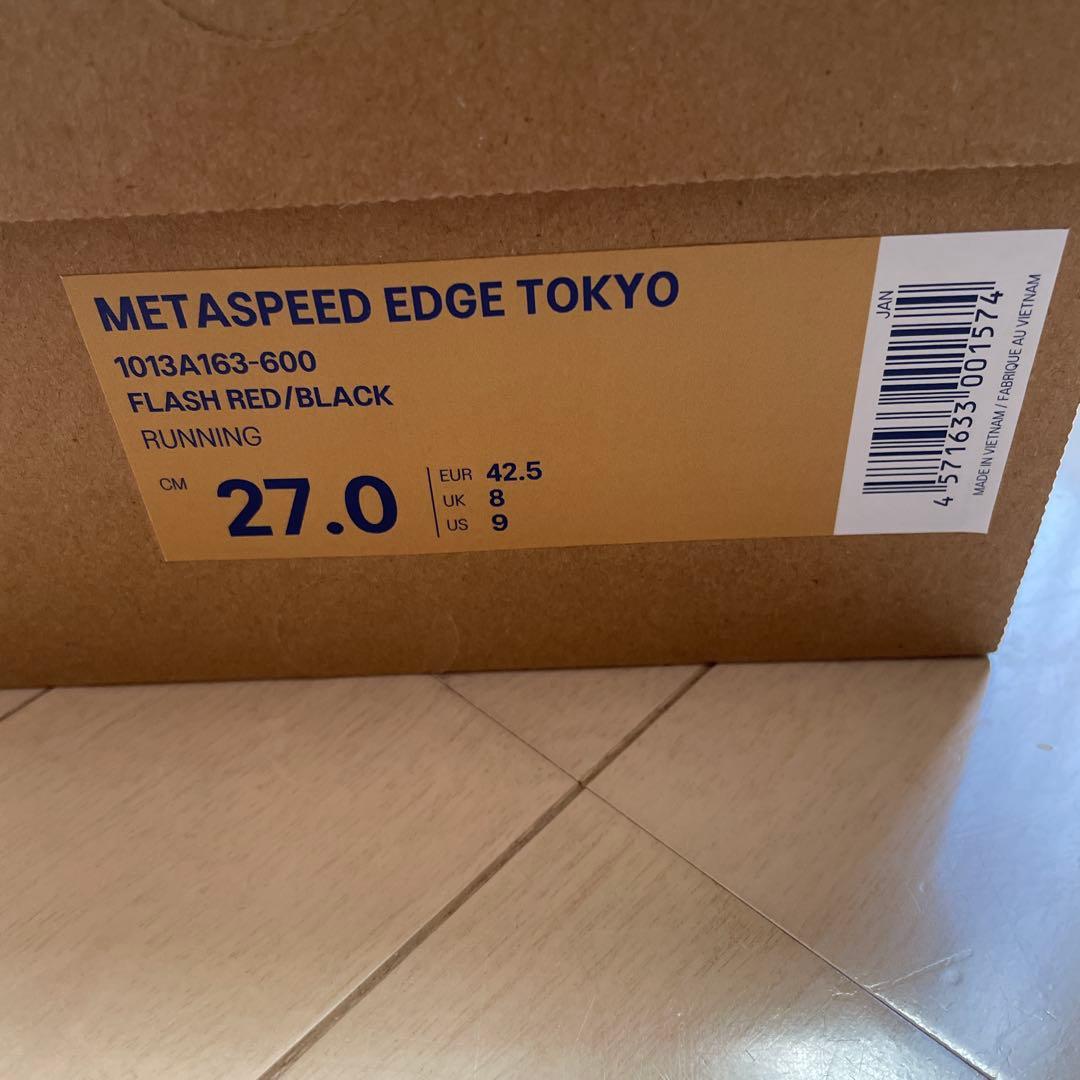 METASPEED EDGE TOKYO
1013A163-600
FLASH RED/BLACK
RUNNING
CM 27.0
EUR 42.5
UK 8
US 9
JAN
4 571633 001574
MADE IN VIETNAM / FABRIQUE AU VIETNAM